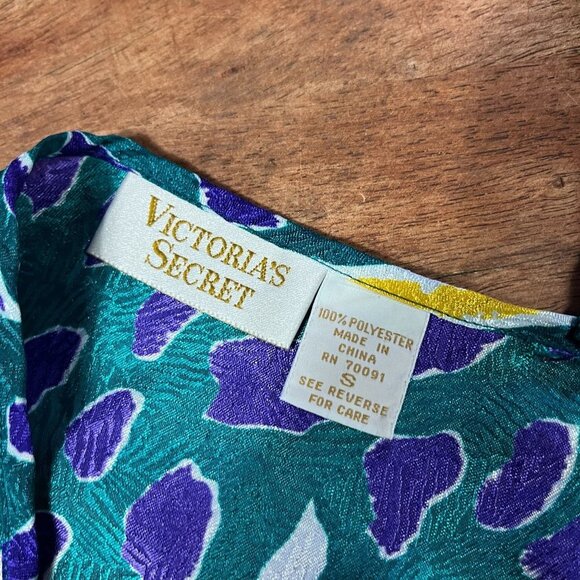 VICTORIA'S
SECRET
100% POLYESTER
MADE IN
CHINA
RN 70091
S
SEE REVERSE
FOR CARE